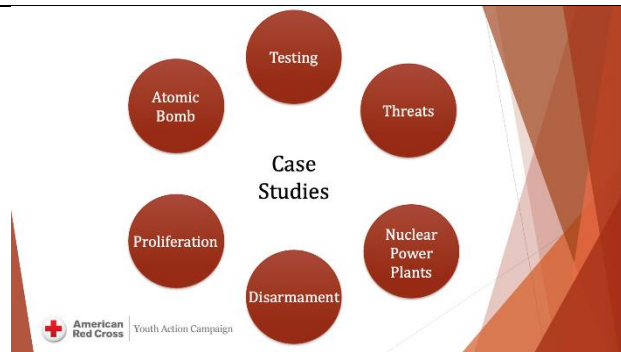 Testing
Atomic
Bomb
Threats
Case
Studies
Proliferation
Nuclear
Power
Plants
Disarmament
American
Red Cross
Youth Action Campaign